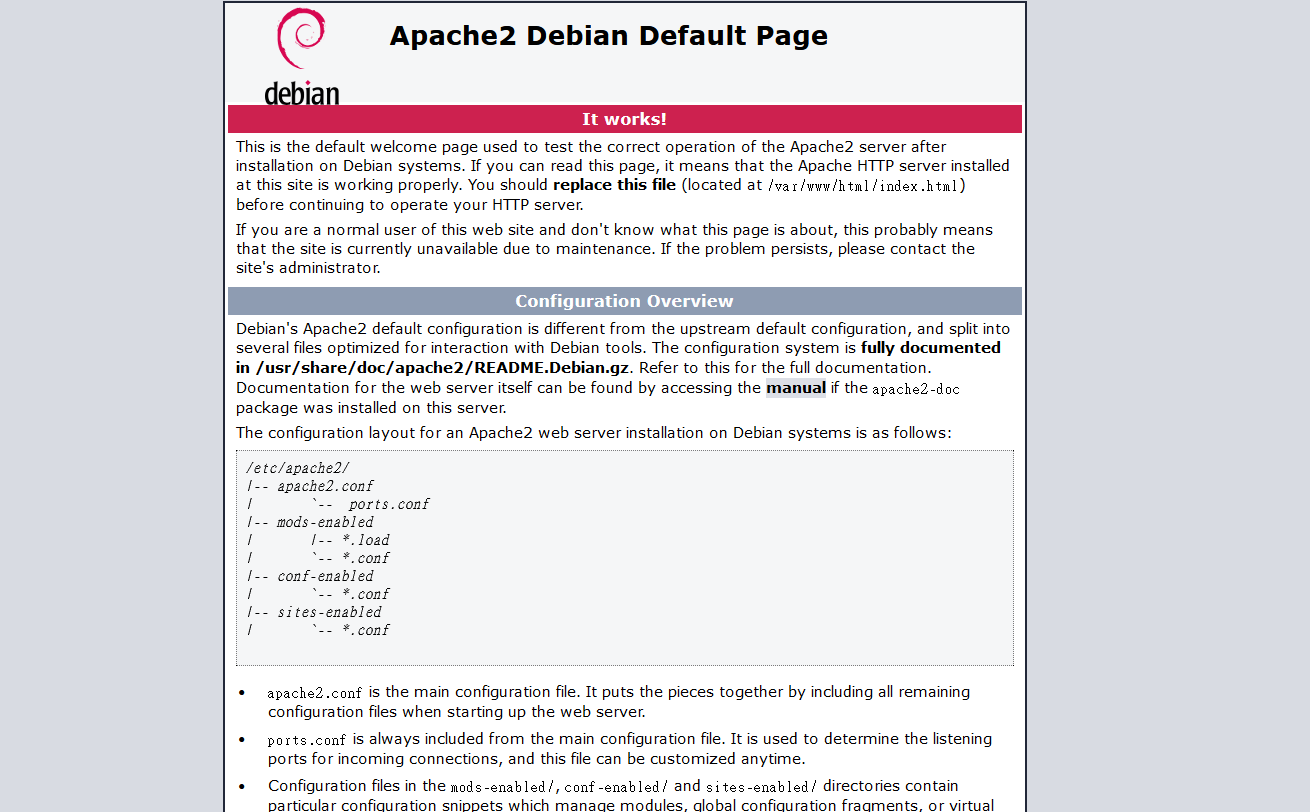 debian
Apache2 Debian Default Page
It works!
This is the default welcome page used to test the correct operation of the Apache2 server after
installation on Debian systems. If you can read this page, it means that the Apache HTTP server installed
at this site is working properly. You should replace this file (located at /var/www/html/index.html)
before continuing to operate your HTTP server.
If you are a normal user of this web site and don't know what this page is about, this probably means
that the site is currently unavailable due to maintenance. If the problem persists, please contact the
site's administrator.
Configuration Overview
Debian's Apache2 default configuration is different from the upstream default configuration, and split into
several files optimized for interaction with Debian tools. The configuration system is fully documented
in /usr/share/doc/apache2/README.Debian.gz. Refer to this for the full documentation.
Documentation for the web server itself can be found by accessing the manual if the apache2-doc
package was installed on this server.
The configuration layout for an Apache2 web server installation on Debian systems is as follows:
/etc/apache2/
|-- apache2.conf
|       `--  ports.conf
|-- mods-enabled
|       |-- *.load
|       `-- *.conf
|-- conf-enabled
|       `-- *.conf
|-- sites-enabled
|       `-- *.conf
• apache2.conf is the main configuration file. It puts the pieces together by including all remaining
configuration files when starting up the web server.
• ports.conf is always included from the main configuration file. It is used to determine the listening
ports for incoming connections, and this file can be customized anytime.
• Configuration files in the mods-enabled/, conf-enabled/ and sites-enabled/ directories contain
particular configuration snippets which manage modules, global configuration fragments, or virtual